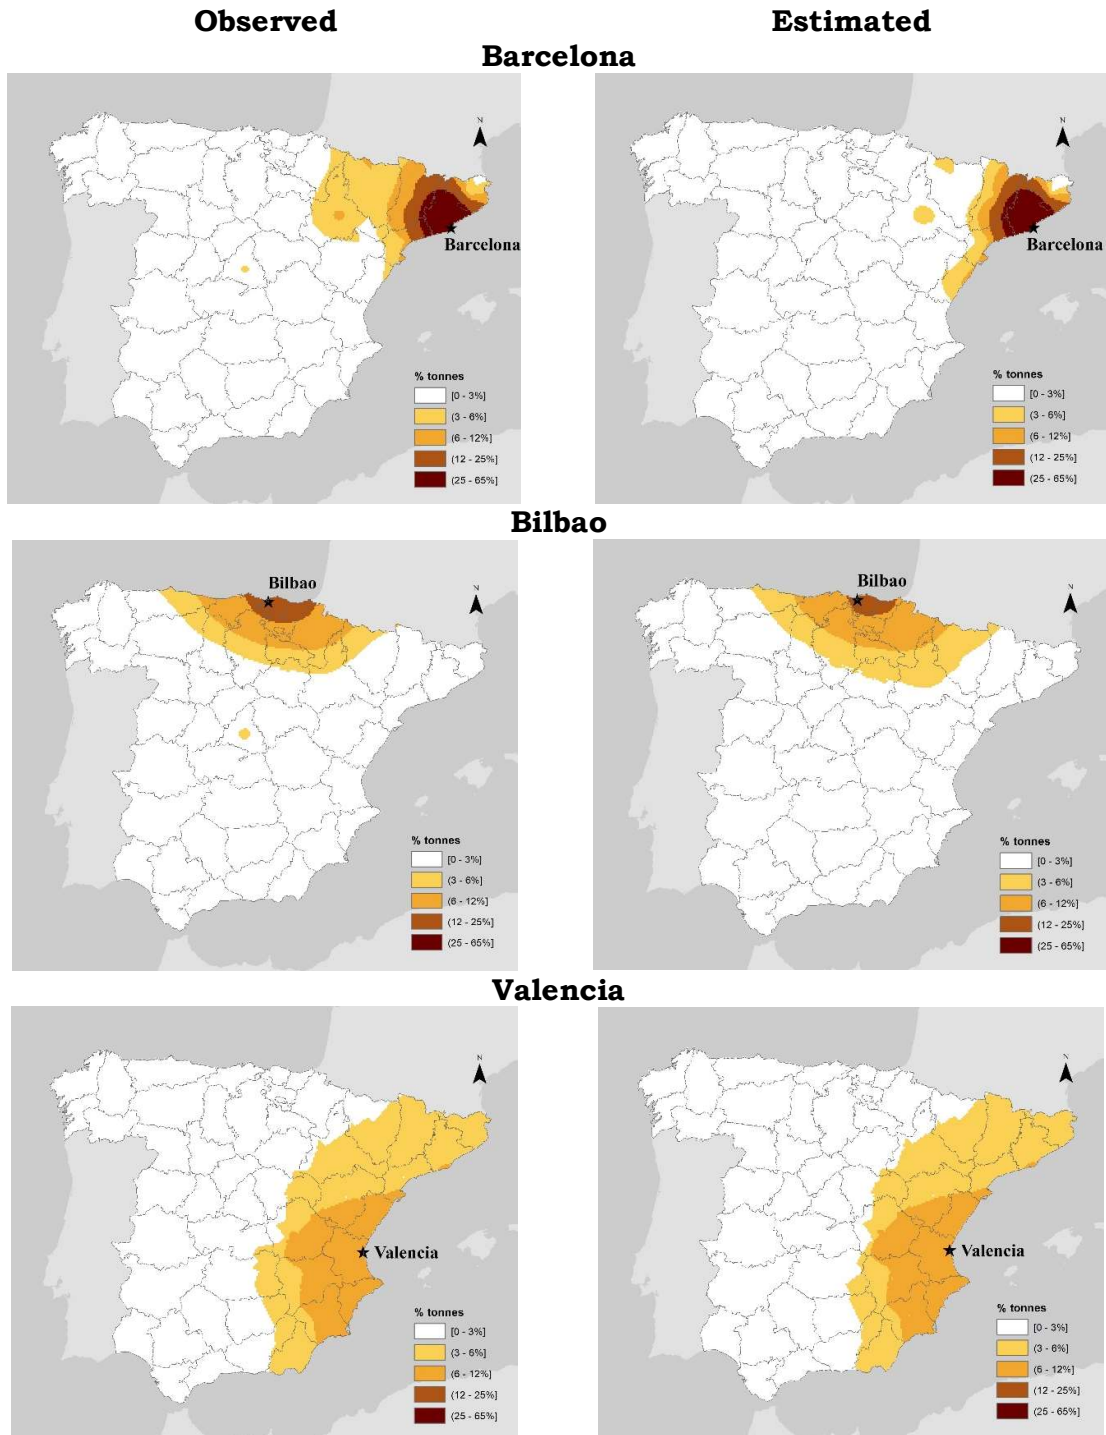 Observed Estimated
Barcelona
N
Barcelona
% tonnes
[0 - 3%]
(3 - 6%]
(6 - 12%]
(12 - 25%]
(25 - 65%]
N
Barcelona
% tonnes
[0 - 3%]
(3 - 6%]
(6 - 12%]
(12 - 25%]
(25 - 65%]
Bilbao
Bilbao
N
% tonnes
[0 - 3%]
(3 - 6%]
(6 - 12%]
(12 - 25%]
(25 - 65%]
Bilbao
N
% tonnes
[0 - 3%]
(3 - 6%]
(6 - 12%]
(12 - 25%]
(25 - 65%]
Valencia
N
Valencia
% tonnes
[0 - 3%]
(3 - 6%]
(6 - 12%]
(12 - 25%]
(25 - 65%]
N
Valencia
% tonnes
[0 - 3%]
(3 - 6%]
(6 - 12%]
(12 - 25%]
(25 - 65%]